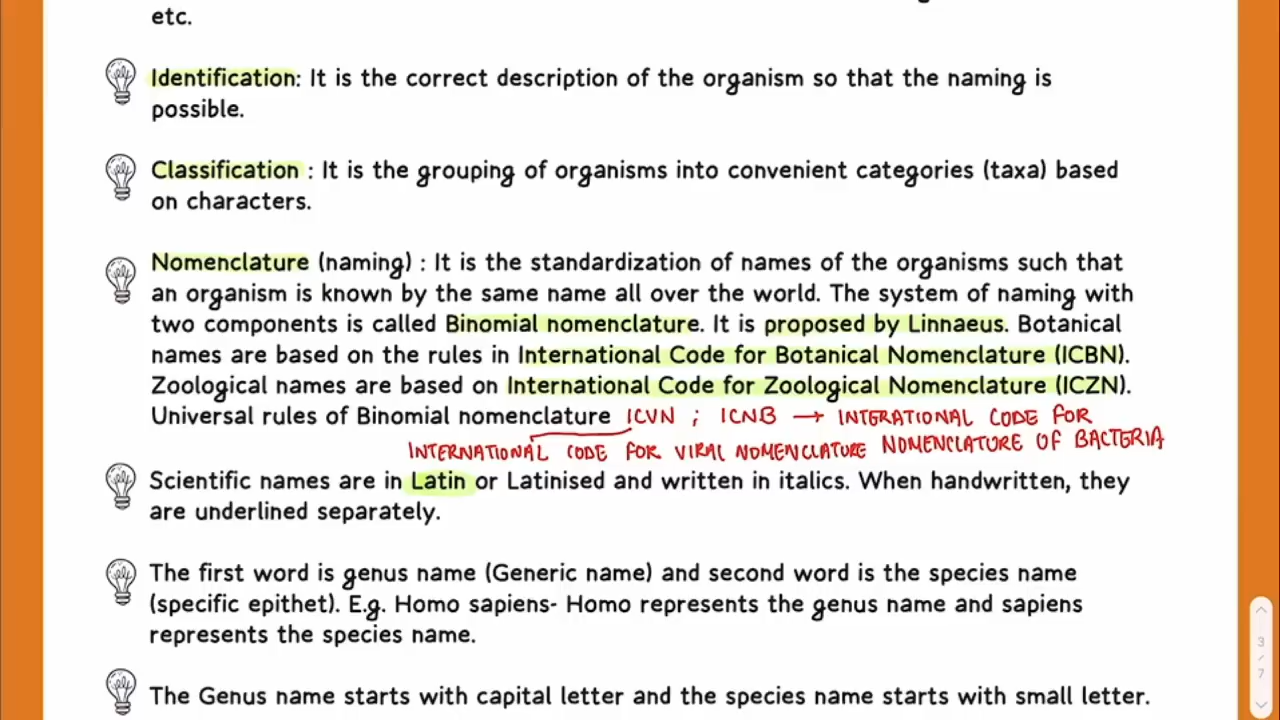 etc.
Identification: It is the correct description of the organism so that the naming is
possible.
Classification : It is the grouping of organisms into convenient categories (taxa) based
on characters.
Nomenclature (naming) : It is the standardization of names of the organisms such that
an organism is known by the same name all over the world. The system of naming with
two components is called Binomial nomenclature. It is proposed by Linnaeus. Botanical
names are based on the rules in International Code for Botanical Nomenclature (ICBN).
Zoological names are based on International Code for Zoological Nomenclature (ICZN).
Universal rules of Binomial nomenclature ICVN ; ICNB → INTERATIONAL CODE FOR
INTERNATIONAL CODE FOR VIRAL NOMENCLATURE NOMENCLATURE OF BACTERIA
Scientific names are in Latin or Latinised and written in italics. When handwritten, they
are underlined separately.
The first word is genus name (Generic name) and second word is the species name
(specific epithet). E.g. Homo sapiens- Homo represents the genus name and sapiens
represents the species name.
The Genus name starts with capital letter and the species name starts with small letter.
3
/
7